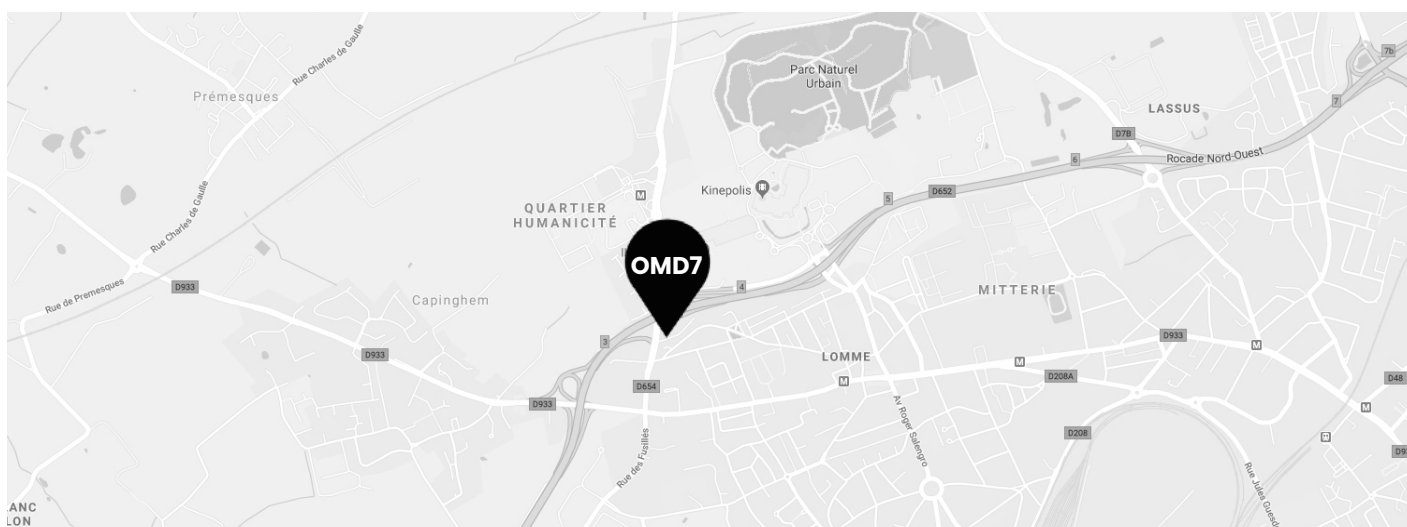 7b
Rue Charles de Gaulle
Parc Naturel
Urbain
Prémesques
7
LASSUS
D7B
6
Rocade Nord-Ouest
Kinepolis
D652
M
5
QUARTIER
HUMANICITÉ
Rue Charles de Gaulle
OMD7
Rue de Premesques
D933
4
MITTERIE
Capinghem
3
D933
M
D933
LOMME
M
D208A
D48
M
D654
D933
M
Av Roger Salengro
D208
Rue des Fusillés
Rue Jules Guesde